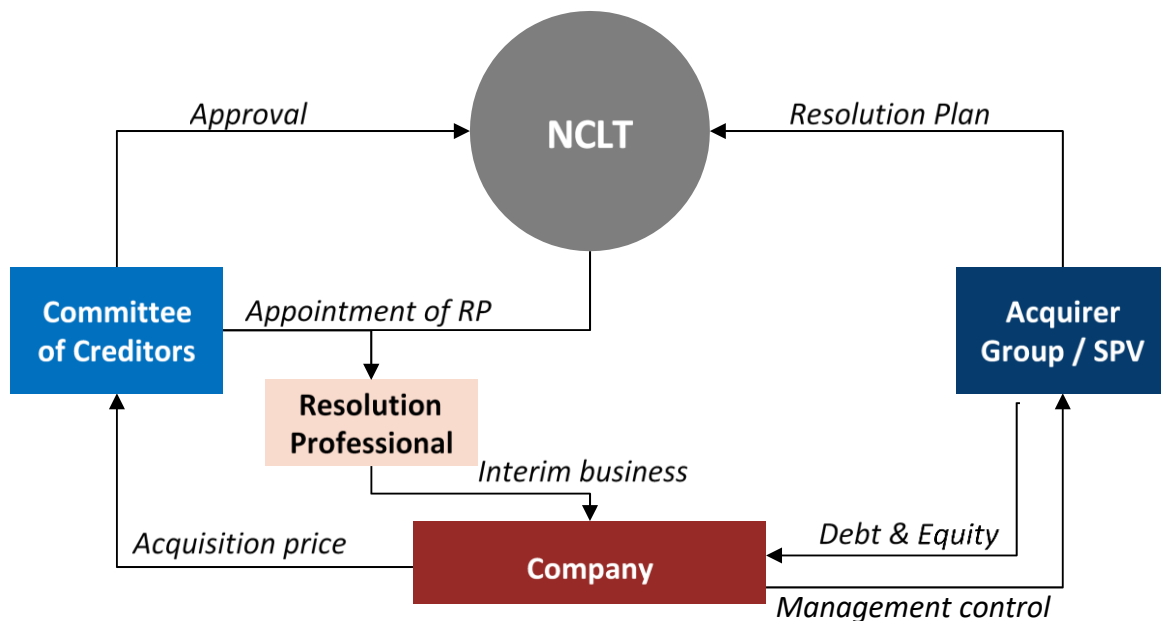 Approval
Resolution Plan
NCLT
Committee
of Creditors
Appointment of RP
Acquirer
Group / SPV
Resolution
Professional
Interim business
Acquisition price
Debt & Equity
Company
Management control